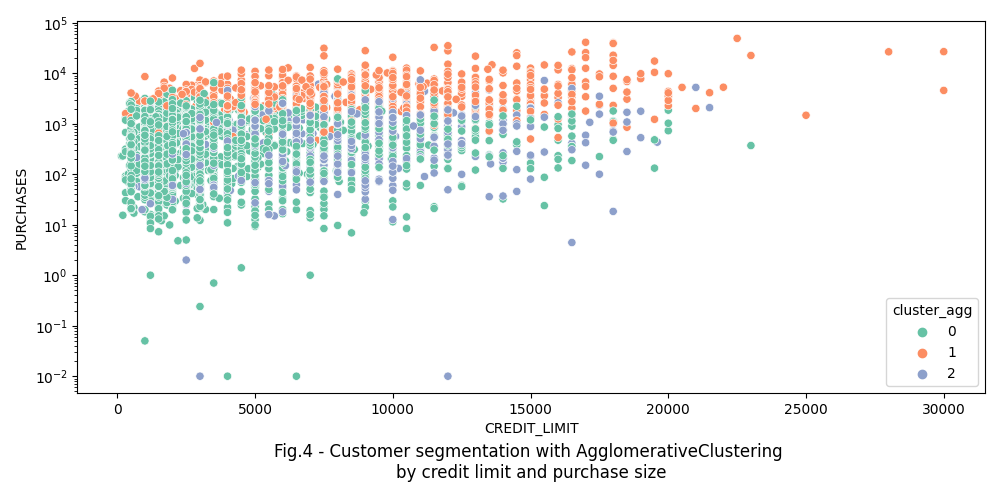 10⁵
10⁴
10³
10²
10¹
10⁰
10⁻¹
10⁻²
PURCHASES
cluster_agg
0
1
2
0 5000 10000 15000 20000 25000 30000
CREDIT_LIMIT
Fig.4 - Customer segmentation with AgglomerativeClustering
by credit limit and purchase size